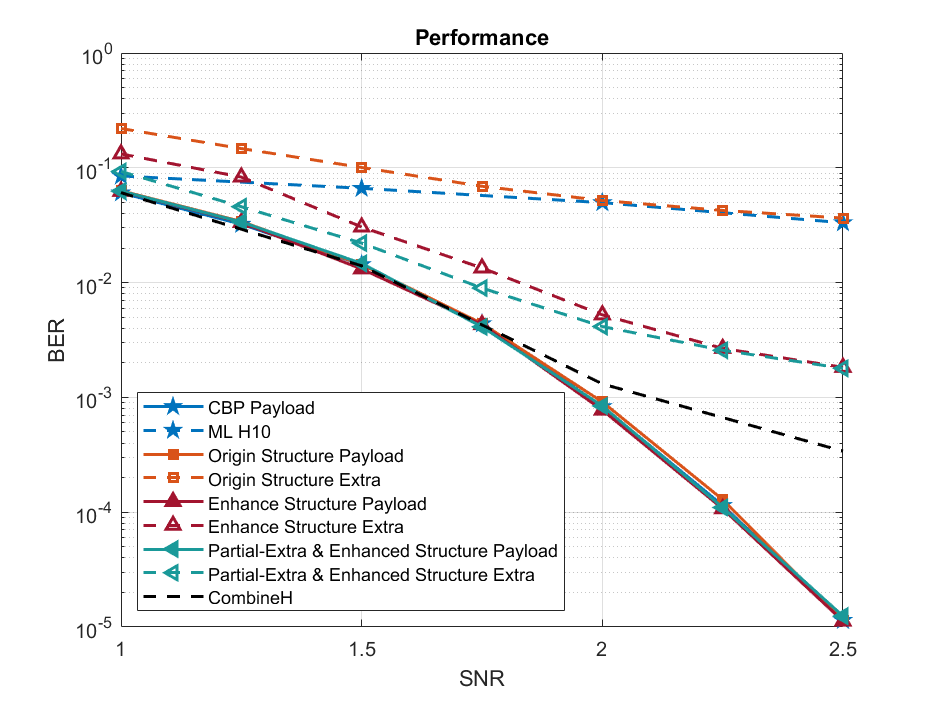 Performance
10^0
10^-1
10^-2
10^-3
10^-4
10^-5
BER
CBP Payload
ML H10
Origin Structure Payload
Origin Structure Extra
Enhance Structure Payload
Enhance Structure Extra
Partial-Extra & Enhanced Structure Payload
Partial-Extra & Enhanced Structure Extra
CombineH
1 1.5 2 2.5
SNR